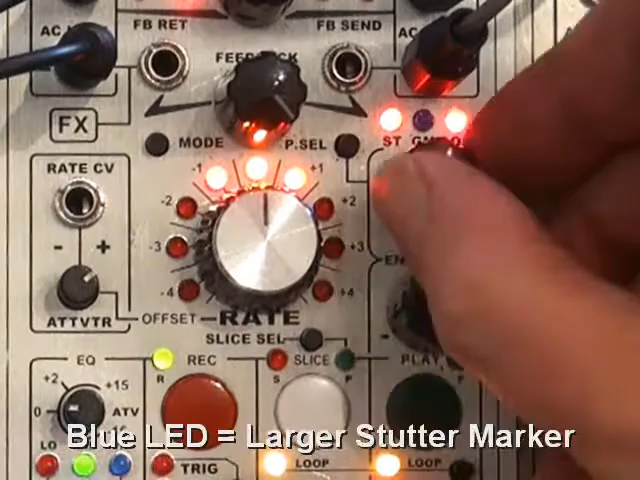 FB RET
FB SEND
AC
AC
FX
MODE
P.SEL
ST
RATE CV
-1
+1
-2
+2
-3
+3
-4
+4
- +
ATTVTR
OFFSET
RATE
SLICE SEL
EQ
REC
SLICE
PLAY
R
S
P
+2
+15
0
ATV
LO
Blue LED = Larger Stutter Marker
TRIG
LOOP
LOOP